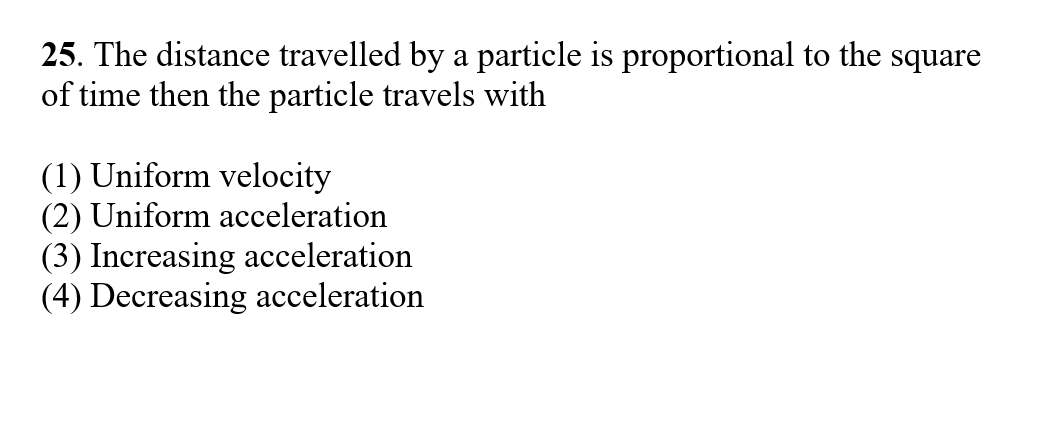 25. The distance travelled by a particle is proportional to the square
of time then the particle travels with
(1) Uniform velocity
(2) Uniform acceleration
(3) Increasing acceleration
(4) Decreasing acceleration